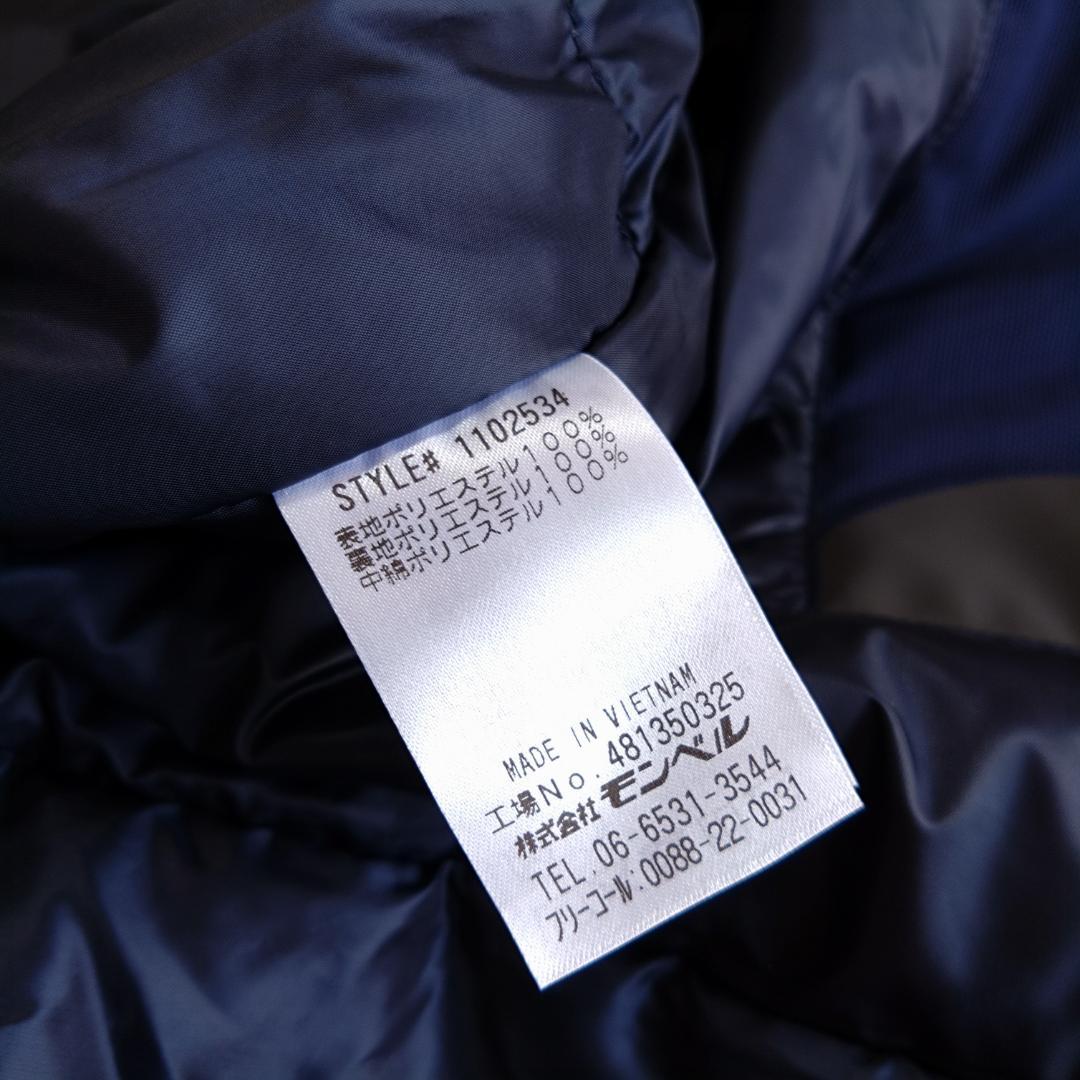 STYLE# 1102534
表地ポリエステル100%
裏地ポリエステル100%
中綿ポリエステル100%
MADE IN VIETNAM
工場No.481350325
株式会社モンベル
TEL.06-6531-3544
フリーコール:0088-22-0031